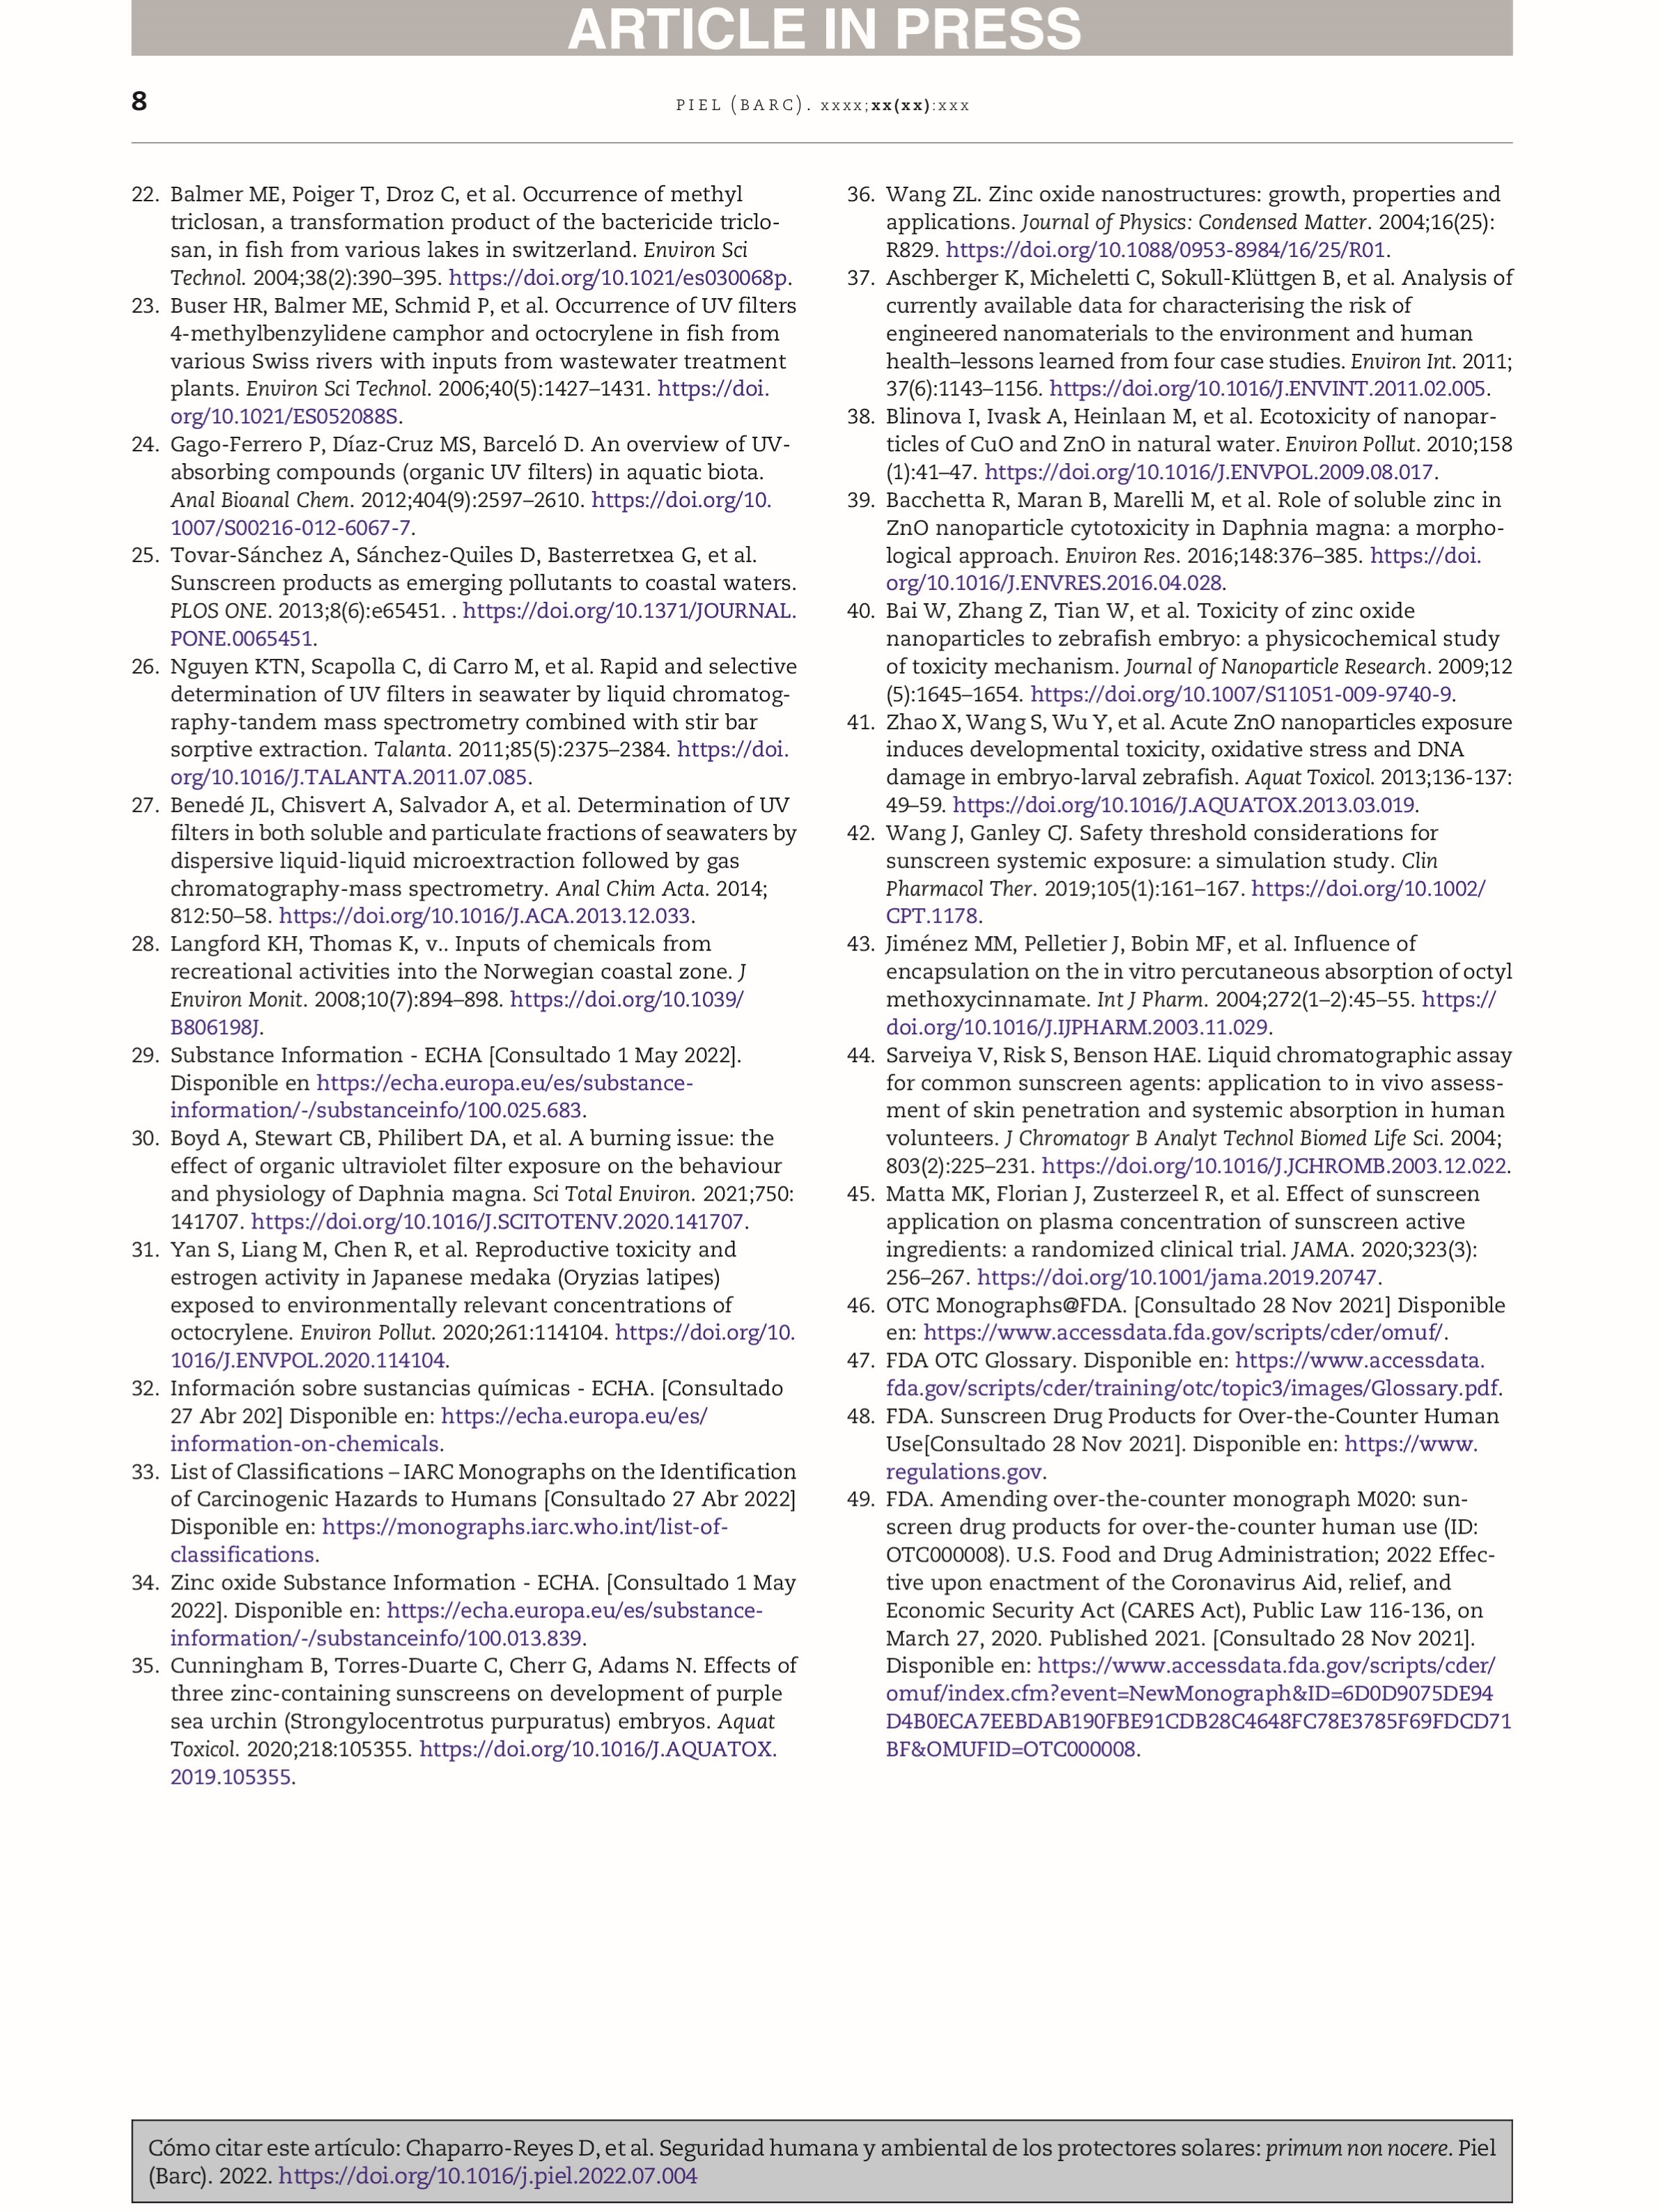 ARTICLE IN PRESS
8
PIEL (BARC). xxxx;xx(xx):xxx
22. Balmer ME, Poiger T, Droz C, et al. Occurrence of methyl
triclosan, a transformation product of the bactericide triclo-
san, in fish from various lakes in switzerland. Environ Sci
Technol. 2004;38(2):390–395. https://doi.org/10.1021/es030068p.
23. Buser HR, Balmer ME, Schmid P, et al. Occurrence of UV filters
4-methylbenzylidene camphor and octocrylene in fish from
various Swiss rivers with inputs from wastewater treatment
plants. Environ Sci Technol. 2006;40(5):1427–1431. https://doi.
org/10.1021/ES052088S.
24. Gago-Ferrero P, Díaz-Cruz MS, Barceló D. An overview of UV-
absorbing compounds (organic UV filters) in aquatic biota.
Anal Bioanal Chem. 2012;404(9):2597–2610. https://doi.org/10.
1007/S00216-012-6067-7.
25. Tovar-Sánchez A, Sánchez-Quiles D, Basterretxea G, et al.
Sunscreen products as emerging pollutants to coastal waters.
PLOS ONE. 2013;8(6):e65451. . https://doi.org/10.1371/JOURNAL.
PONE.0065451.
26. Nguyen KTN, Scapolla C, di Carro M, et al. Rapid and selective
determination of UV filters in seawater by liquid chromatog-
raphy-tandem mass spectrometry combined with stir bar
sorptive extraction. Talanta. 2011;85(5):2375–2384. https://doi.
org/10.1016/J.TALANTA.2011.07.085.
27. Benedé JL, Chisvert A, Salvador A, et al. Determination of UV
filters in both soluble and particulate fractions of seawaters by
dispersive liquid-liquid microextraction followed by gas
chromatography-mass spectrometry. Anal Chim Acta. 2014;
812:50–58. https://doi.org/10.1016/J.ACA.2013.12.033.
28. Langford KH, Thomas K, v.. Inputs of chemicals from
recreational activities into the Norwegian coastal zone. J
Environ Monit. 2008;10(7):894–898. https://doi.org/10.1039/
B806198J.
29. Substance Information - ECHA [Consultado 1 May 2022].
Disponible en https://echa.europa.eu/es/substance-
information/-/substanceinfo/100.025.683.
30. Boyd A, Stewart CB, Philibert DA, et al. A burning issue: the
effect of organic ultraviolet filter exposure on the behaviour
and physiology of Daphnia magna. Sci Total Environ. 2021;750:
141707. https://doi.org/10.1016/J.SCITOTENV.2020.141707.
31. Yan S, Liang M, Chen R, et al. Reproductive toxicity and
estrogen activity in Japanese medaka (Oryzias latipes)
exposed to environmentally relevant concentrations of
octocrylene. Environ Pollut. 2020;261:114104. https://doi.org/10.
1016/J.ENVPOL.2020.114104.
32. Información sobre sustancias químicas - ECHA. [Consultado
27 Abr 202] Disponible en: https://echa.europa.eu/es/
information-on-chemicals.
33. List of Classifications – IARC Monographs on the Identification
of Carcinogenic Hazards to Humans [Consultado 27 Abr 2022]
Disponible en: https://monographs.iarc.who.int/list-of-
classifications.
34. Zinc oxide Substance Information - ECHA. [Consultado 1 May
2022]. Disponible en: https://echa.europa.eu/es/substance-
information/-/substanceinfo/100.013.839.
35. Cunningham B, Torres-Duarte C, Cherr G, Adams N. Effects of
three zinc-containing sunscreens on development of purple
sea urchin (Strongylocentrotus purpuratus) embryos. Aquat
Toxicol. 2020;218:105355. https://doi.org/10.1016/J.AQUATOX.
2019.105355.
36. Wang ZL. Zinc oxide nanostructures: growth, properties and
applications. Journal of Physics: Condensed Matter. 2004;16(25):
R829. https://doi.org/10.1088/0953-8984/16/25/R01.
37. Aschberger K, Micheletti C, Sokull-Klüttgen B, et al. Analysis of
currently available data for characterising the risk of
engineered nanomaterials to the environment and human
health–lessons learned from four case studies. Environ Int. 2011;
37(6):1143–1156. https://doi.org/10.1016/J.ENVINT.2011.02.005.
38. Blinova I, Ivask A, Heinlaan M, et al. Ecotoxicity of nanopar-
ticles of CuO and ZnO in natural water. Environ Pollut. 2010;158
(1):41–47. https://doi.org/10.1016/J.ENVPOL.2009.08.017.
39. Bacchetta R, Maran B, Marelli M, et al. Role of soluble zinc in
ZnO nanoparticle cytotoxicity in Daphnia magna: a morpho-
logical approach. Environ Res. 2016;148:376–385. https://doi.
org/10.1016/J.ENVRES.2016.04.028.
40. Bai W, Zhang Z, Tian W, et al. Toxicity of zinc oxide
nanoparticles to zebrafish embryo: a physicochemical study
of toxicity mechanism. Journal of Nanoparticle Research. 2009;12
(5):1645–1654. https://doi.org/10.1007/S11051-009-9740-9.
41. Zhao X, Wang S, Wu Y, et al. Acute ZnO nanoparticles exposure
induces developmental toxicity, oxidative stress and DNA
damage in embryo-larval zebrafish. Aquat Toxicol. 2013;136-137:
49–59. https://doi.org/10.1016/J.AQUATOX.2013.03.019.
42. Wang J, Ganley CJ. Safety threshold considerations for
sunscreen systemic exposure: a simulation study. Clin
Pharmacol Ther. 2019;105(1):161–167. https://doi.org/10.1002/
CPT.1178.
43. Jiménez MM, Pelletier J, Bobin MF, et al. Influence of
encapsulation on the in vitro percutaneous absorption of octyl
methoxycinnamate. Int J Pharm. 2004;272(1–2):45–55. https://
doi.org/10.1016/J.IJPHARM.2003.11.029.
44. Sarveiya V, Risk S, Benson HAE. Liquid chromatographic assay
for common sunscreen agents: application to in vivo assess-
ment of skin penetration and systemic absorption in human
volunteers. J Chromatogr B Analyt Technol Biomed Life Sci. 2004;
803(2):225–231. https://doi.org/10.1016/J.JCHROMB.2003.12.022.
45. Matta MK, Florian J, Zusterzeel R, et al. Effect of sunscreen
application on plasma concentration of sunscreen active
ingredients: a randomized clinical trial. JAMA. 2020;323(3):
256–267. https://doi.org/10.1001/jama.2019.20747.
46. OTC Monographs@FDA. [Consultado 28 Nov 2021] Disponible
en: https://www.accessdata.fda.gov/scripts/cder/omuf/.
47. FDA OTC Glossary. Disponible en: https://www.accessdata.
fda.gov/scripts/cder/training/otc/topic3/images/Glossary.pdf.
48. FDA. Sunscreen Drug Products for Over-the-Counter Human
Use[Consultado 28 Nov 2021]. Disponible en: https://www.
regulations.gov.
49. FDA. Amending over-the-counter monograph M020: sun-
screen drug products for over-the-counter human use (ID:
OTC000008). U.S. Food and Drug Administration; 2022 Effec-
tive upon enactment of the Coronavirus Aid, relief, and
Economic Security Act (CARES Act), Public Law 116-136, on
March 27, 2020. Published 2021. [Consultado 28 Nov 2021].
Disponible en: https://www.accessdata.fda.gov/scripts/cder/
omuf/index.cfm?event=NewMonograph&ID=6D0D9075DE94
D4B0ECA7EEBDAB190FBE91CDB28C4648FC78E3785F69FDCD71
BF&OMUFID=OTC000008.
Cómo citar este artículo: Chaparro-Reyes D, et al. Seguridad humana y ambiental de los protectores solares: primum non nocere. Piel
(Barc). 2022. https://doi.org/10.1016/j.piel.2022.07.004